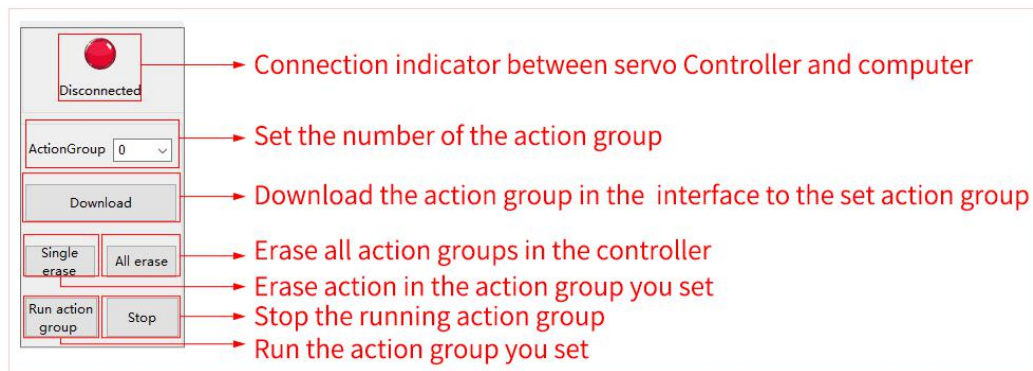 Disconnected
Connection indicator between servo Controller and computer
ActionGroup 0
Set the number of the action group
Download
Download the action group in the interface to the set action group
Single
erase
All erase
Erase all action groups in the controller
Erase action in the action group you set
Run action
group
Stop
Stop the running action group
Run the action group you set